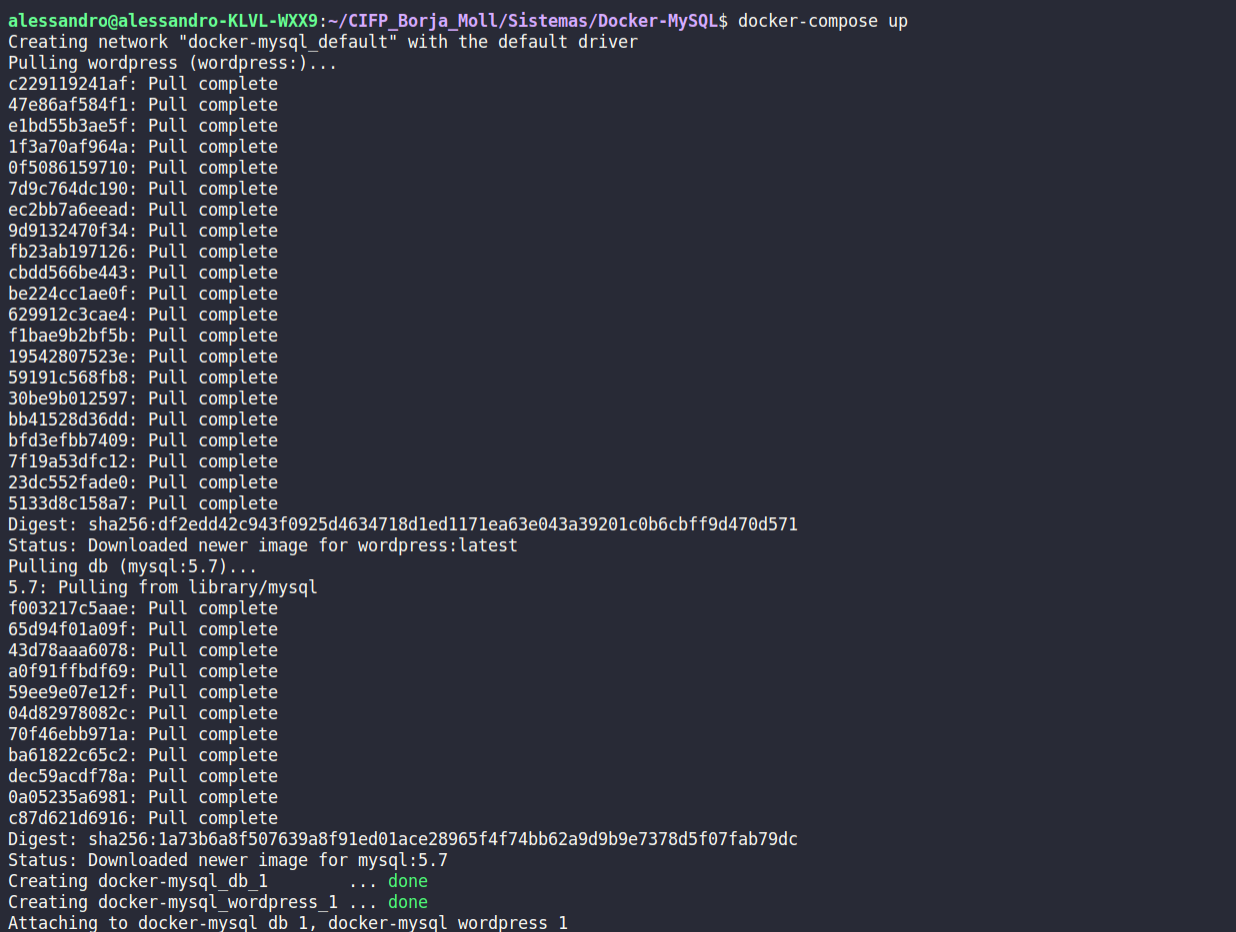 alessandro@alessandro-KLVL-WXX9:~/CIFP_Borja_Moll/Sistemas/Docker-MySQL$ docker-compose up
Creating network "docker-mysql_default" with the default driver
Pulling wordpress (wordpress:)...
c229119241af: Pull complete
47e86af584f1: Pull complete
e1bd55b3ae5f: Pull complete
1f3a70af964a: Pull complete
0f5086159710: Pull complete
7d9c764dc190: Pull complete
ec2bb7a6eead: Pull complete
9d9132470f34: Pull complete
fb23ab197126: Pull complete
cbdd566be443: Pull complete
be224cc1ae0f: Pull complete
629912c3cae4: Pull complete
f1bae9b2bf5b: Pull complete
19542807523e: Pull complete
59191c568fb8: Pull complete
30be9b012597: Pull complete
bb41528d36dd: Pull complete
bfd3efbb7409: Pull complete
7f19a53dfc12: Pull complete
23dc552fade0: Pull complete
5133d8c158a7: Pull complete
Digest: sha256:df2edd42c943f0925d4634718d1ed1171ea63e043a39201c0b6cbff9d470d571
Status: Downloaded newer image for wordpress:latest
Pulling db (mysql:5.7)...
5.7: Pulling from library/mysql
f003217c5aae: Pull complete
65d94f01a09f: Pull complete
43d78aaa6078: Pull complete
a0f91ffbdf69: Pull complete
59ee9e07e12f: Pull complete
04d82978082c: Pull complete
70f46ebb971a: Pull complete
ba61822c65c2: Pull complete
dec59acdf78a: Pull complete
0a05235a6981: Pull complete
c87d621d6916: Pull complete
Digest: sha256:1a73b6a8f507639a8f91ed01ace28965f4f74bb62a9d9b9e7378d5f07fab79dc
Status: Downloaded newer image for mysql:5.7
Creating docker-mysql_db_1        ... done
Creating docker-mysql_wordpress_1 ... done
Attaching to docker-mysql_db_1, docker-mysql_wordpress_1